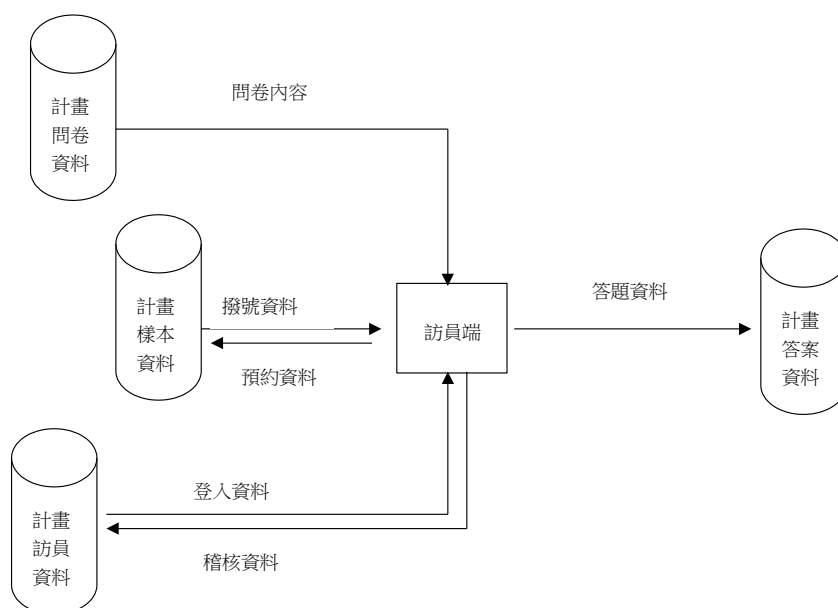 計畫
問卷
資料
問卷內容
計畫
樣本
資料
撥號資料
預約資料
訪員端
答題資料
計畫
答案
資料
計畫
訪員
資料
登入資料
稽核資料